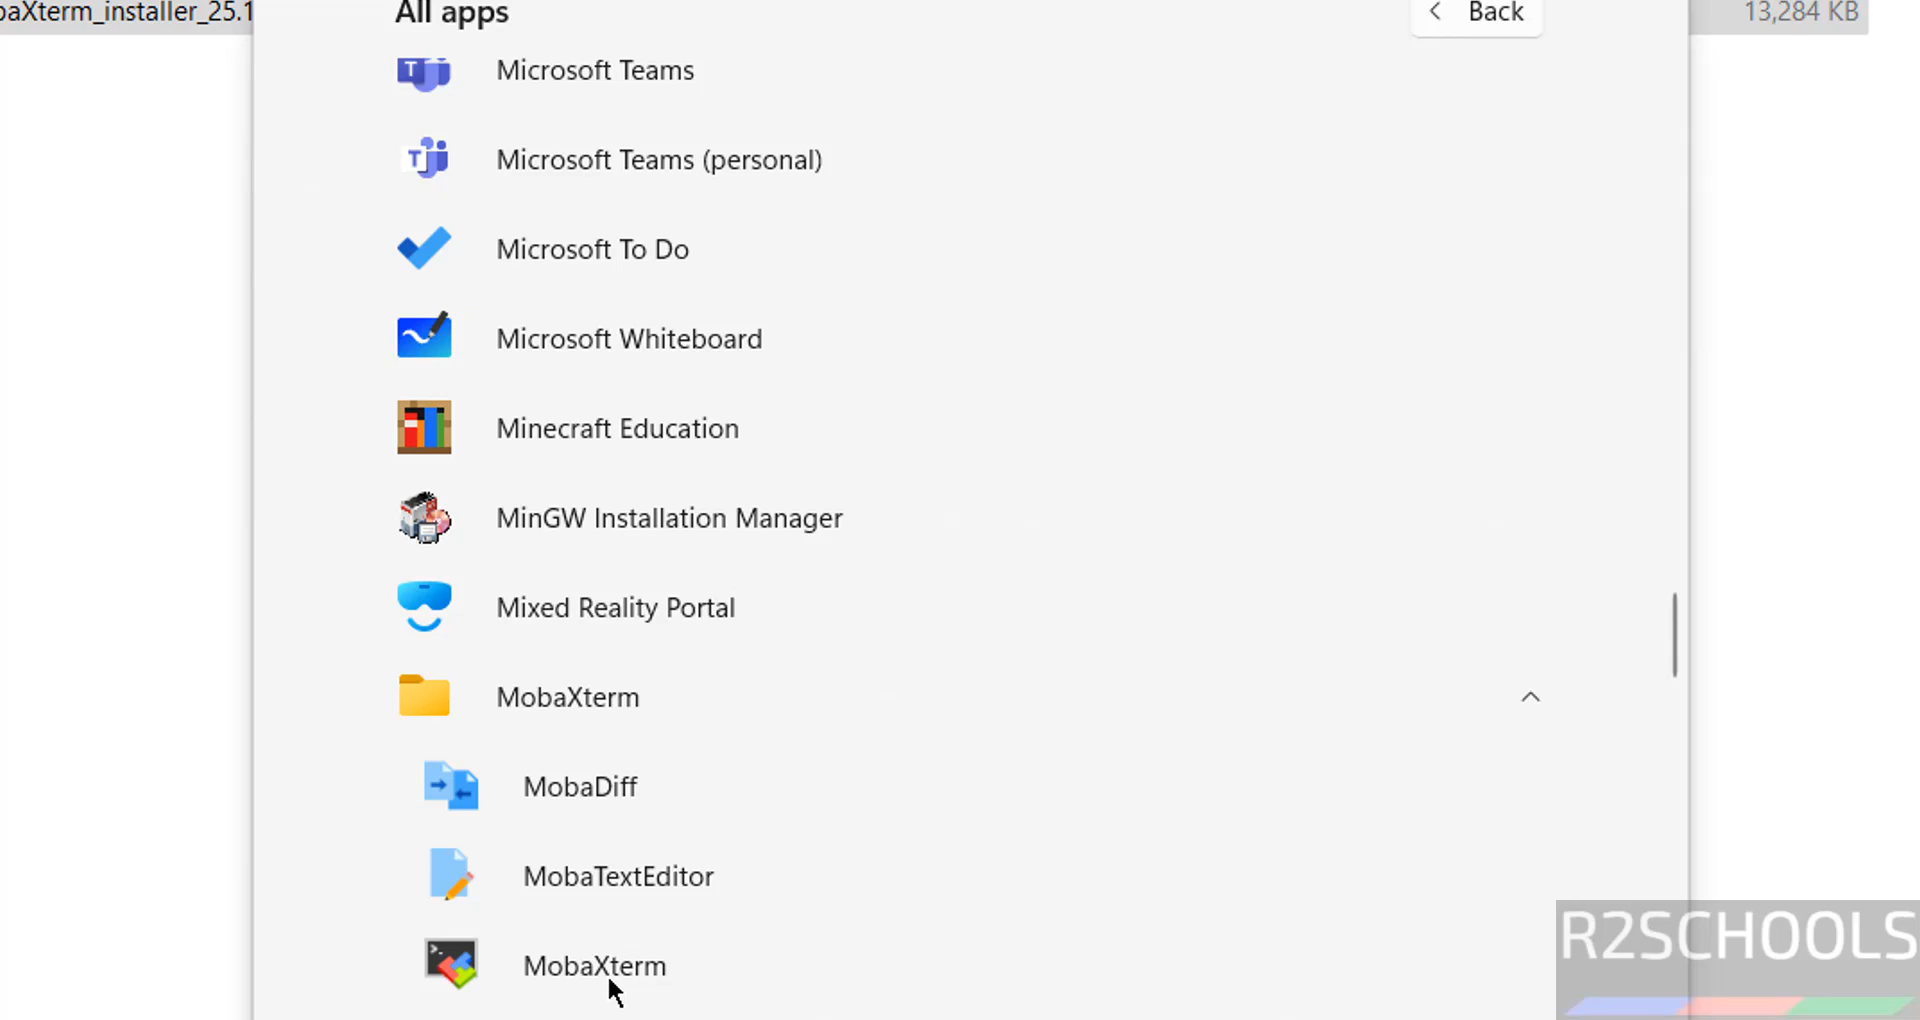 baXterm_installer_25.1
13,284 KB
All apps
Back
Microsoft Teams
Microsoft Teams (personal)
Microsoft To Do
Microsoft Whiteboard
Minecraft Education
MinGW Installation Manager
Mixed Reality Portal
MobaXterm
MobaDiff
MobaTextEditor
MobaXterm
R2SCHOOLS